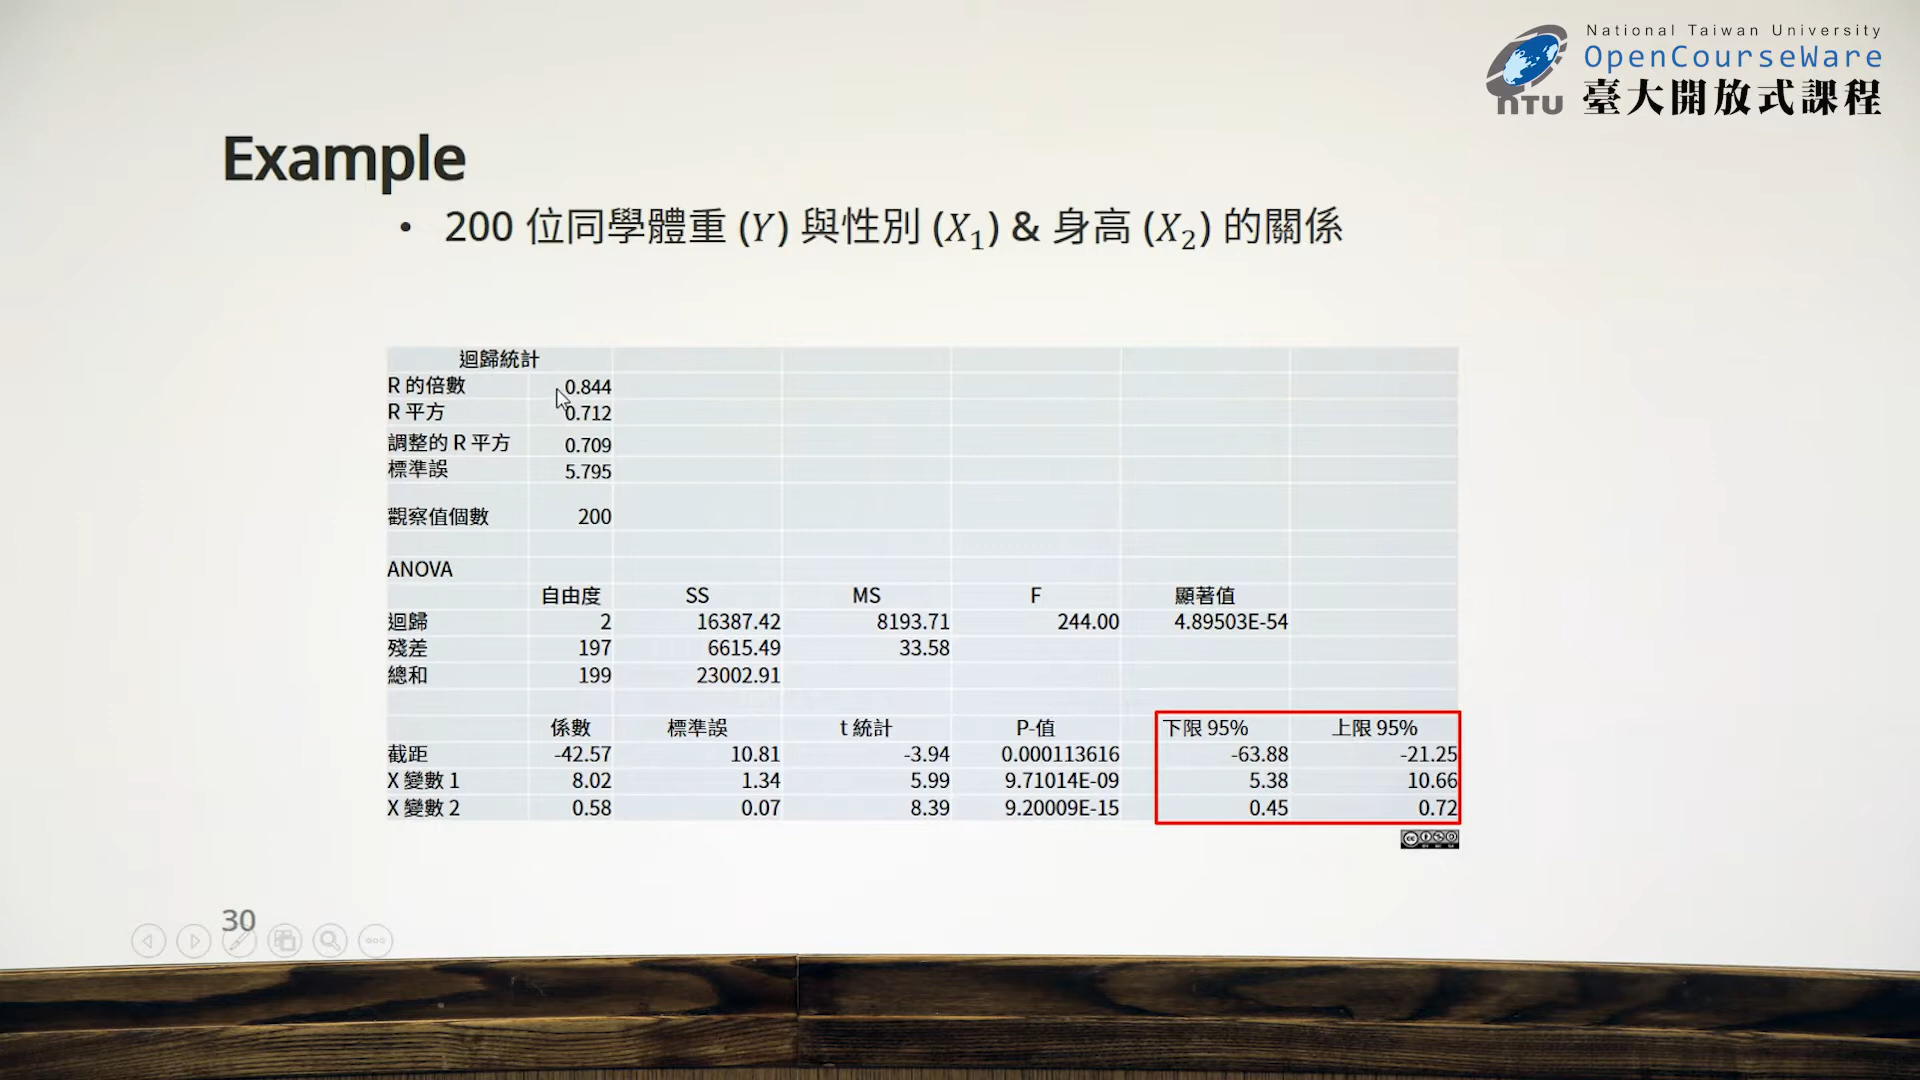 National Taiwan University
OpenCourseWare
臺大開放式課程
nTU
Example
• 200 位同學體重 (Y) 與性別 (X₁) & 身高 (X₂) 的關係
迴歸統計
R 的倍數 0.844
R 平方 0.712
調整的 R 平方 0.709
標準誤 5.795
觀察值個數 200
ANOVA
自由度 SS MS F 顯著值
迴歸 2 16387.42 8193.71 244.00 4.89503E-54
殘差 197 6615.49 33.58
總和 199 23002.91
係數 標準誤 t 統計 P-值 下限 95% 上限 95%
截距 -42.57 10.81 -3.94 0.000113616 -63.88 -21.25
X 變數 1 8.02 1.34 5.99 9.71014E-09 5.38 10.66
X 變數 2 0.58 0.07 8.39 9.20009E-15 0.45 0.72
30